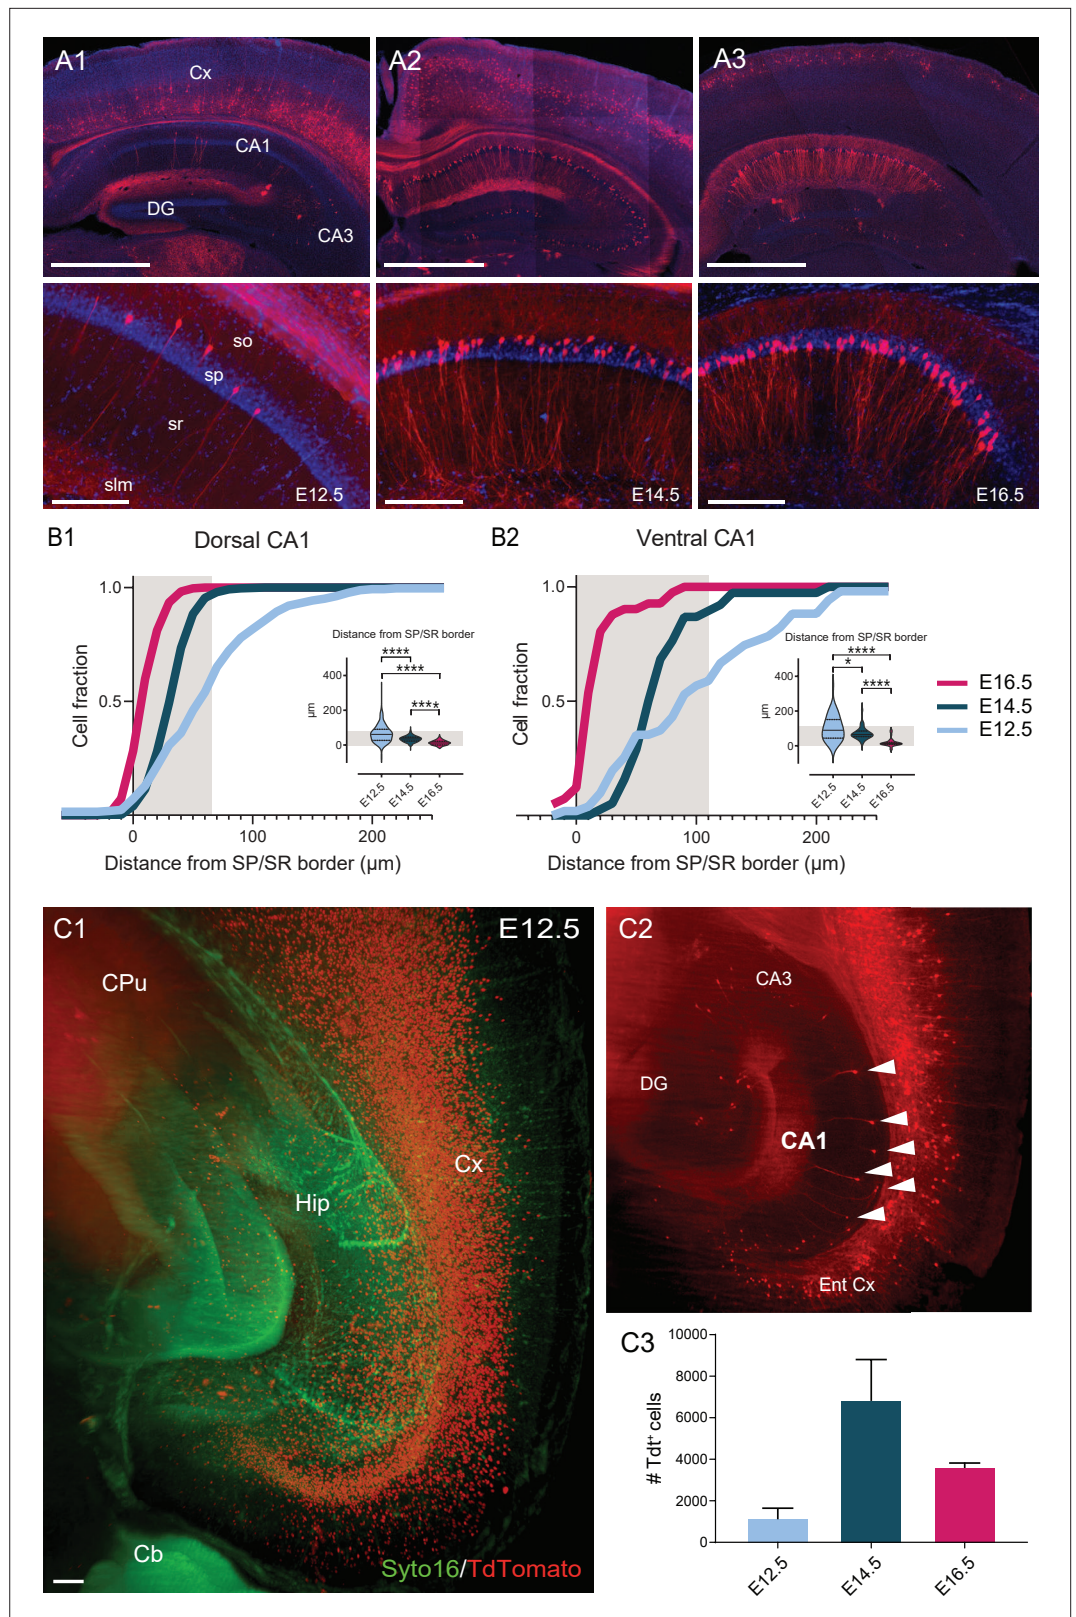 A1
Cx
CA1
DG
CA3
A2
A3
so
sp
sr
slm
E12.5
E14.5
E16.5
B1
Dorsal CA1
1.0
0.5
Cell fraction
0
100
200
Distance from SP/SR border (µm)
Distance from SP/SR border
****
****
****
400
200
0
µm
E12.5
E14.5
E16.5
B2
Ventral CA1
1.0
0.5
Cell fraction
0
100
200
Distance from SP/SR border (µm)
Distance from SP/SR border
****
*
****
400
200
0
µm
E12.5
E14.5
E16.5
E16.5
E14.5
E12.5
C1
E12.5
CPu
Cx
Hip
Cb
Syto16/TdTomato
C2
CA3
DG
CA1
Ent Cx
C3
10000
8000
6000
4000
2000
0
# Tdt⁺ cells
E12.5
E14.5
E16.5